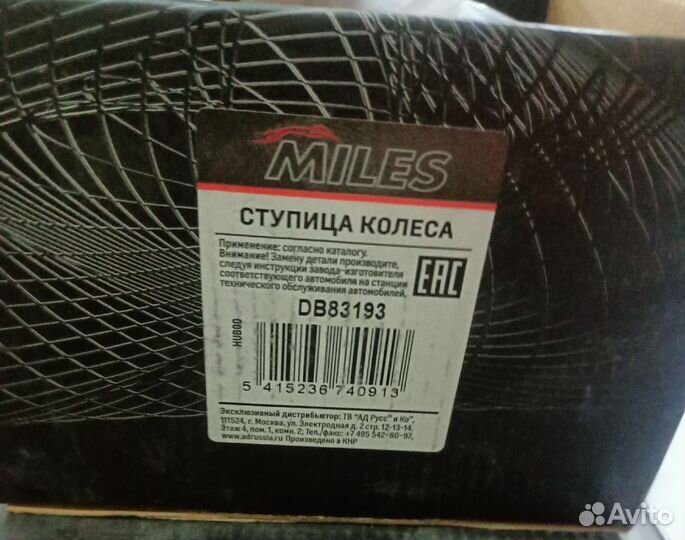 MILES
СТУПИЦА КОЛЕСА
Применение: согласно каталогу.
Внимание! Замену детали производите,
следуя инструкции завода-изготовителя
соответствующего автомобиля на станции
технического обслуживания автомобилей.
EAC
DB83193
HUB00
5 415236 740913
Эксклюзивный дистрибьютор: ТВ "АД Русс" и Ко",
111524, г. Москва, ул. Электродная д. 2 стр. 12-13-14.
Этаж 4, пом. 1, комн. 2; Тел./факс: +7 495 542-80-97,
www.adrussia.ru Произведено в КНР
Avito